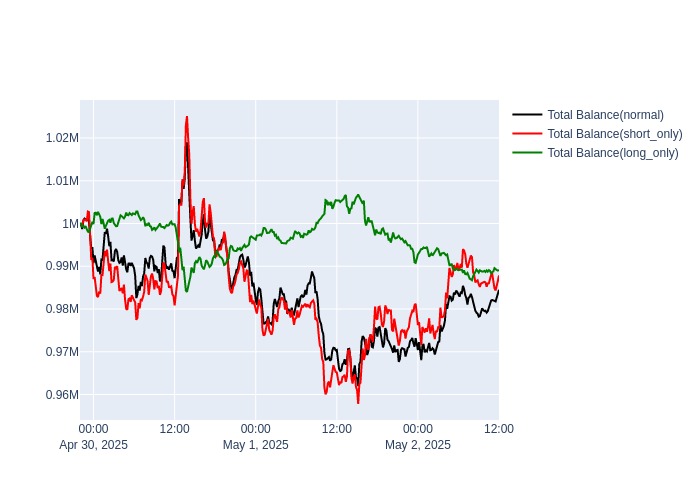 Total Balance(normal)
Total Balance(short_only)
Total Balance(long_only)
1.02M
1.01M
1M
0.99M
0.98M
0.97M
0.96M
00:00 12:00 00:00 12:00 00:00 12:00
Apr 30, 2025 May 1, 2025 May 2, 2025